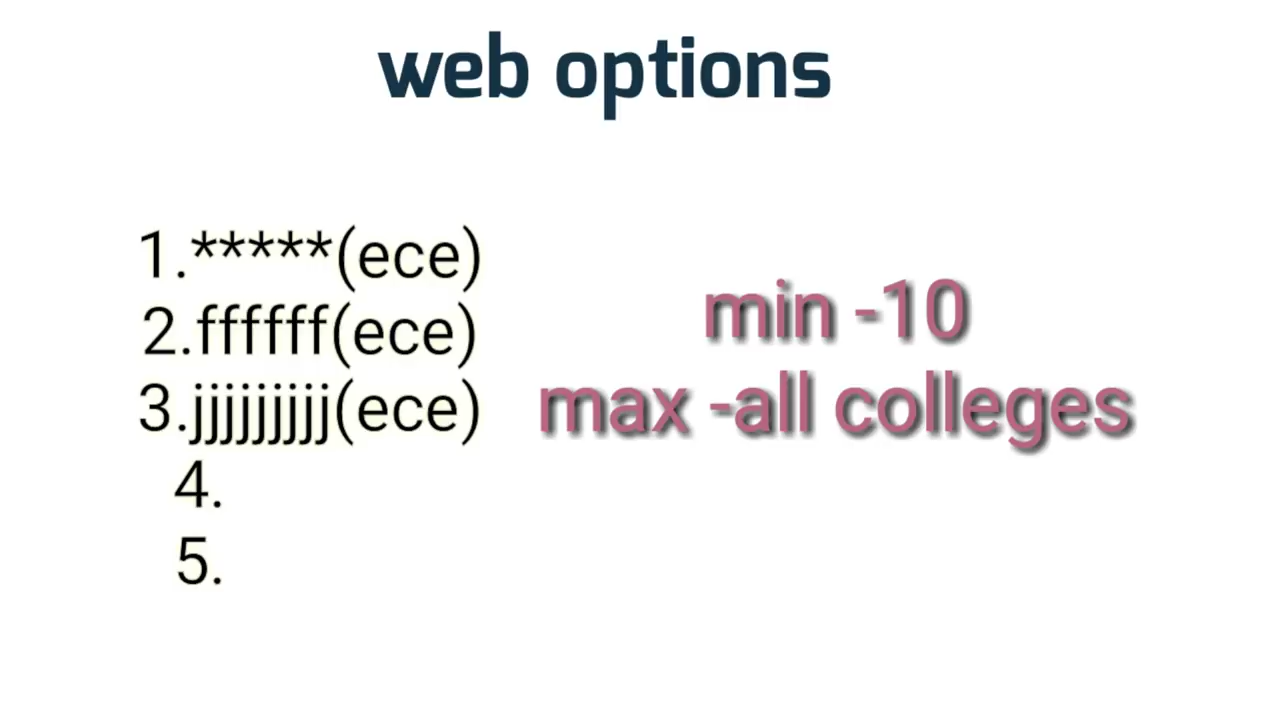 web options
1.*****(ece)
2.ffffff(ece)
3.jjjjjjjjj(ece)
4.
5.
min -10
max -all colleges